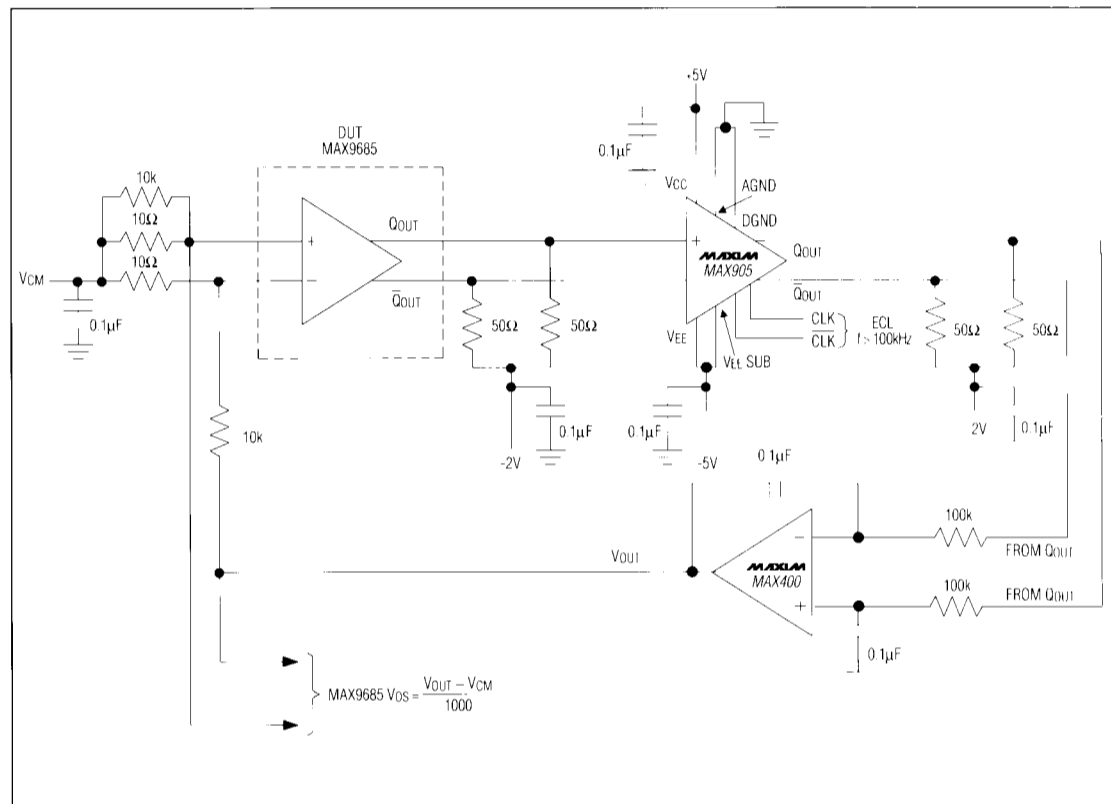 +5V
DUT
MAX9685
0.1µF
10k
VCC
AGND
DGND
10Ω
QOUT
+
+
−
QOUT
MAXIM
MAX905
10Ω
VCM
−
Q̅OUT
Q̅OUT
0.1µF
50Ω
50Ω
VEE
CLK
C̅L̅K̅
ECL
f > 100kHz
50Ω
50Ω
VEE SUB
10k
0.1µF
0.1µF
-2V
-5V
2V
0.1µF
0.1µF
100k
−
FROM QOUT
VOUT
MAXIM
MAX400
100k
+
FROM QOUT
0.1µF
MAX9685 VOS = VOUT – VCM
1000